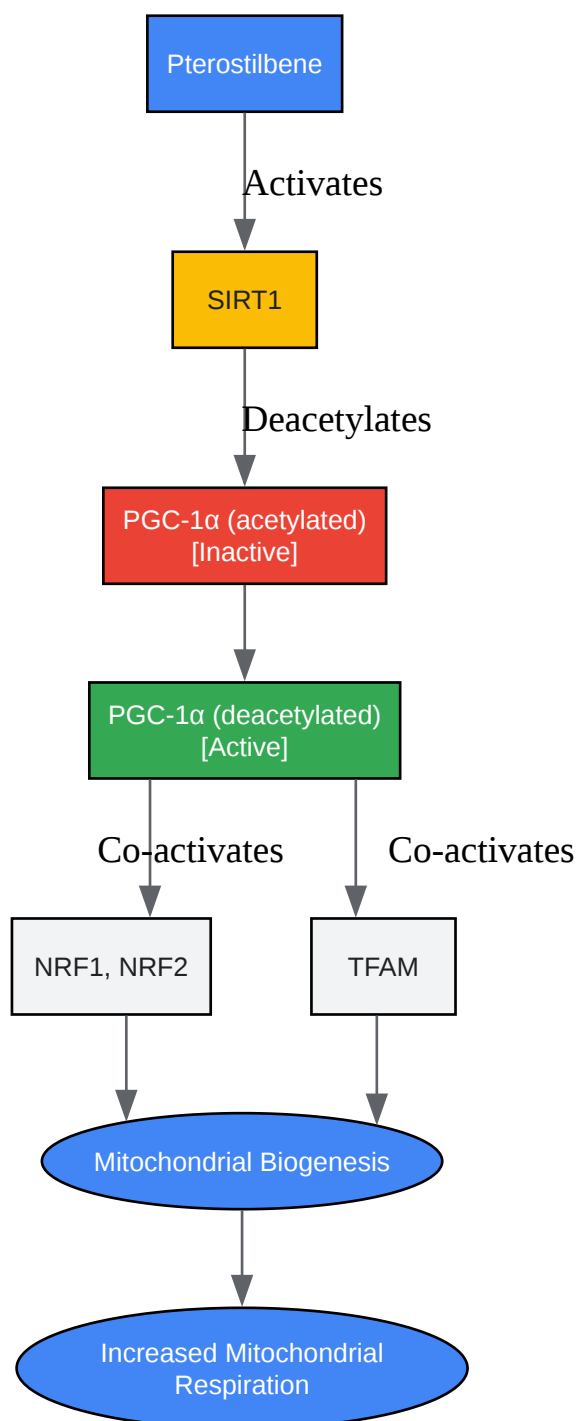 Pterostilbene
Activates
SIRT1
Deacetylates
PGC-1α (acetylated)
[Inactive]
PGC-1α (deacetylated)
[Active]
Co-activates
Co-activates
NRF1, NRF2
TFAM
Mitochondrial Biogenesis
Increased Mitochondrial
Respiration